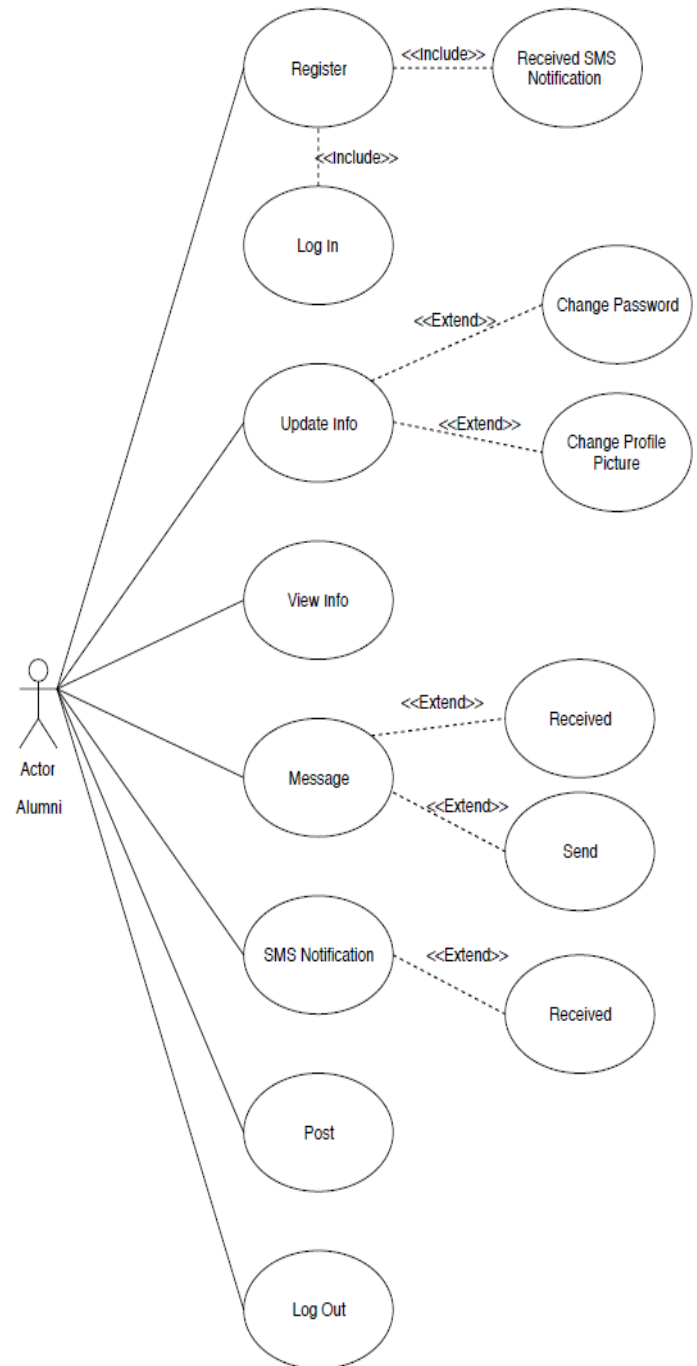 Register
<<Include>>
Received SMS
Notification
<<Include>>
Log In
Change Password
<<Extend>>
Update Info
<<Extend>>
Change Profile
Picture
View Info
<<Extend>>
Received
Actor
Alumni
Message
<<Extend>>
Send
SMS Notification
<<Extend>>
Received
Post
Log Out